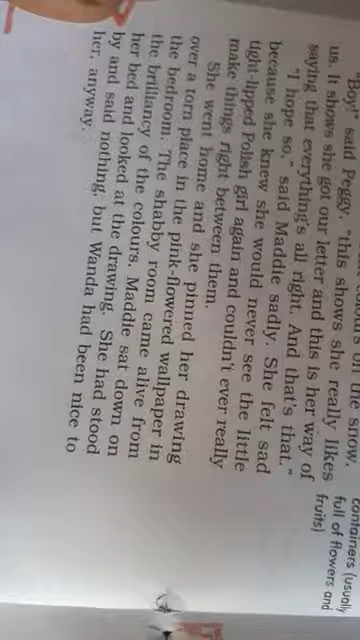 the snow.
"Boy!" said Peggy, "this shows she really likes
us. It shows she got our letter and this is her way of
saying that everything's all right. And that's that."
"I hope so," said Maddie sadly. She felt sad
because she knew she would never see the little
tight-lipped Polish girl again and couldn't ever really
make things right between them.
She went home and she pinned her drawing
over a torn place in the pink-flowered wallpaper in
the bedroom. The shabby room came alive from
the brilliancy of the colours. Maddie sat down on
her bed and looked at the drawing. She had stood
by and said nothing, but Wanda had been nice to
her, anyway.
containers (usually
full of flowers and
fruits)